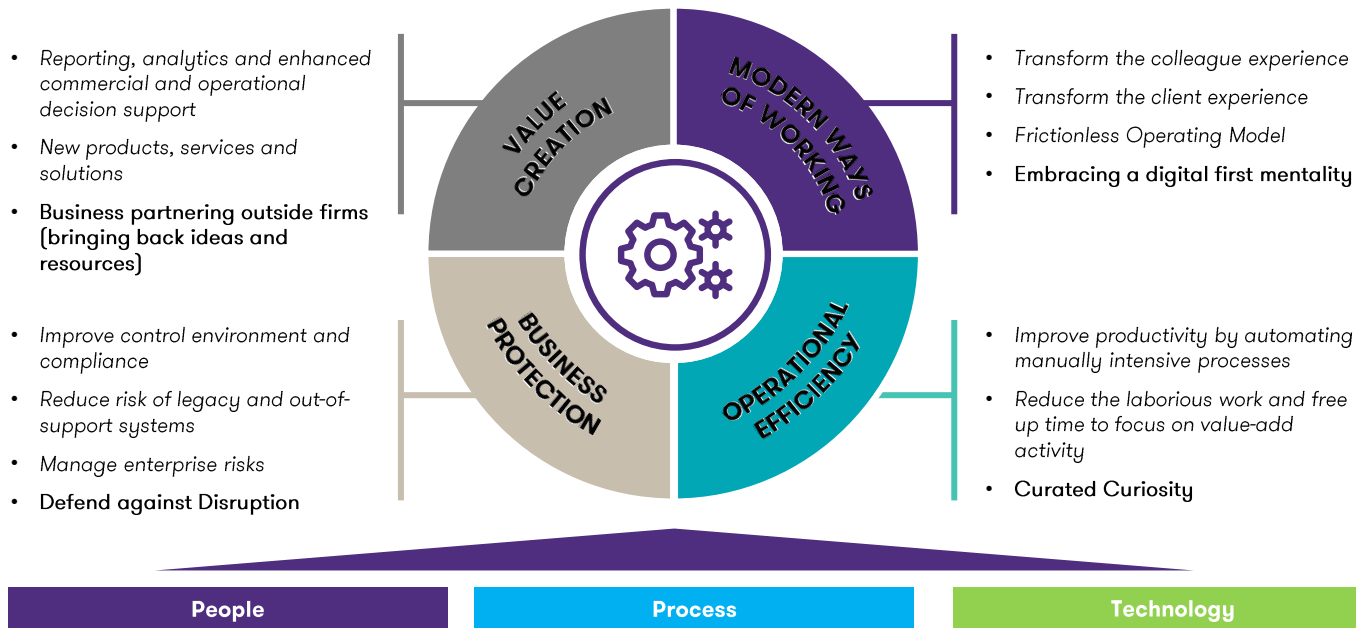 • Reporting, analytics and enhanced
commercial and operational
decision support
• New products, services and
solutions
• Business partnering outside firms
(bringing back ideas and
resources)
VALUE
CREATION
MODERN WAYS
OF WORKING
• Transform the colleague experience
• Transform the client experience
• Frictionless Operating Model
• Embracing a digital first mentality
• Improve control environment and
compliance
• Reduce risk of legacy and out-of-
support systems
• Manage enterprise risks
• Defend against Disruption
BUSINESS
PROTECTION
OPERATIONAL
EFFICIENCY
• Improve productivity by automating
manually intensive processes
• Reduce the laborious work and free
up time to focus on value-add
activity
• Curated Curiosity
People
Process
Technology